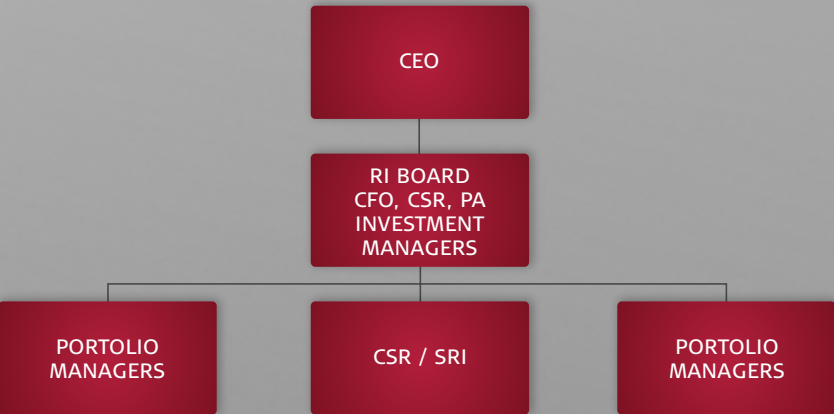 CEO
RI BOARD
CFO, CSR, PA
INVESTMENT
MANAGERS
PORTOLIO
MANAGERS
CSR / SRI
PORTOLIO
MANAGERS